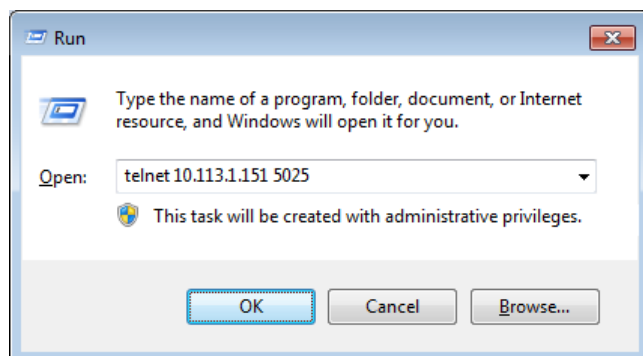 Run
Type the name of a program, folder, document, or Internet
resource, and Windows will open it for you.
Open: telnet 10.113.1.151 5025
This task will be created with administrative privileges.
OK Cancel Browse...